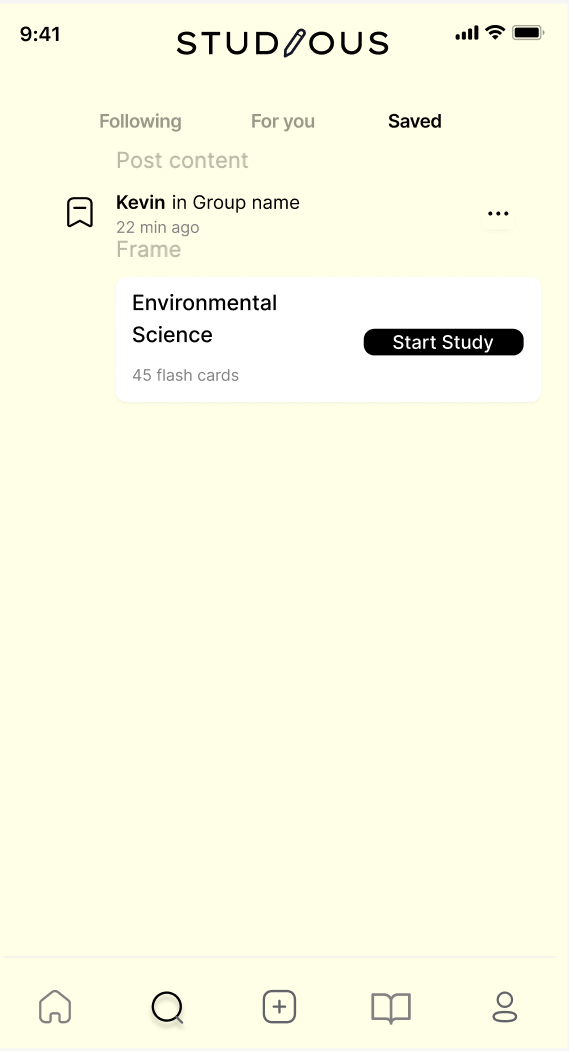 9:41
STUDIOUS
Following For you Saved
Post content
Kevin in Group name
22 min ago
Frame
Environmental
Science
Start Study
45 flash cards